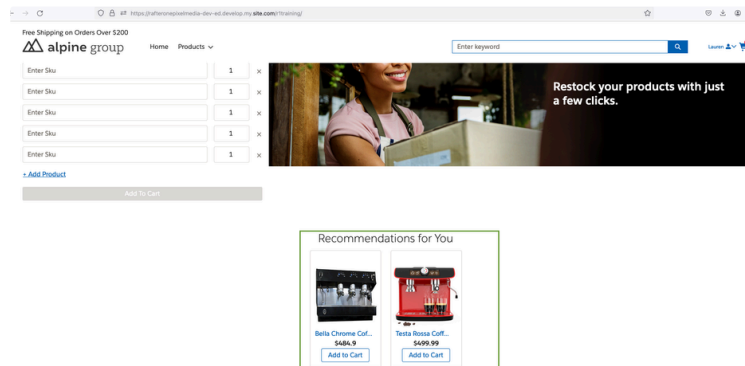 https://rafteronepixelmedia-dev-ed.develop.my.site.com/rTraining/
Free Shipping on Orders Over $200
alpine group
Home Products
Enter keyword
Lauren
Enter Sku 1 ×
Enter Sku 1 ×
Enter Sku 1 ×
Enter Sku 1 ×
Enter Sku 1 ×
+ Add Product
Add To Cart
Restock your products with just
a few clicks.
Recommendations for You
Bella Chrome Cof...
$484.9
Add to Cart
Testa Rossa Coff...
$499.99
Add to Cart